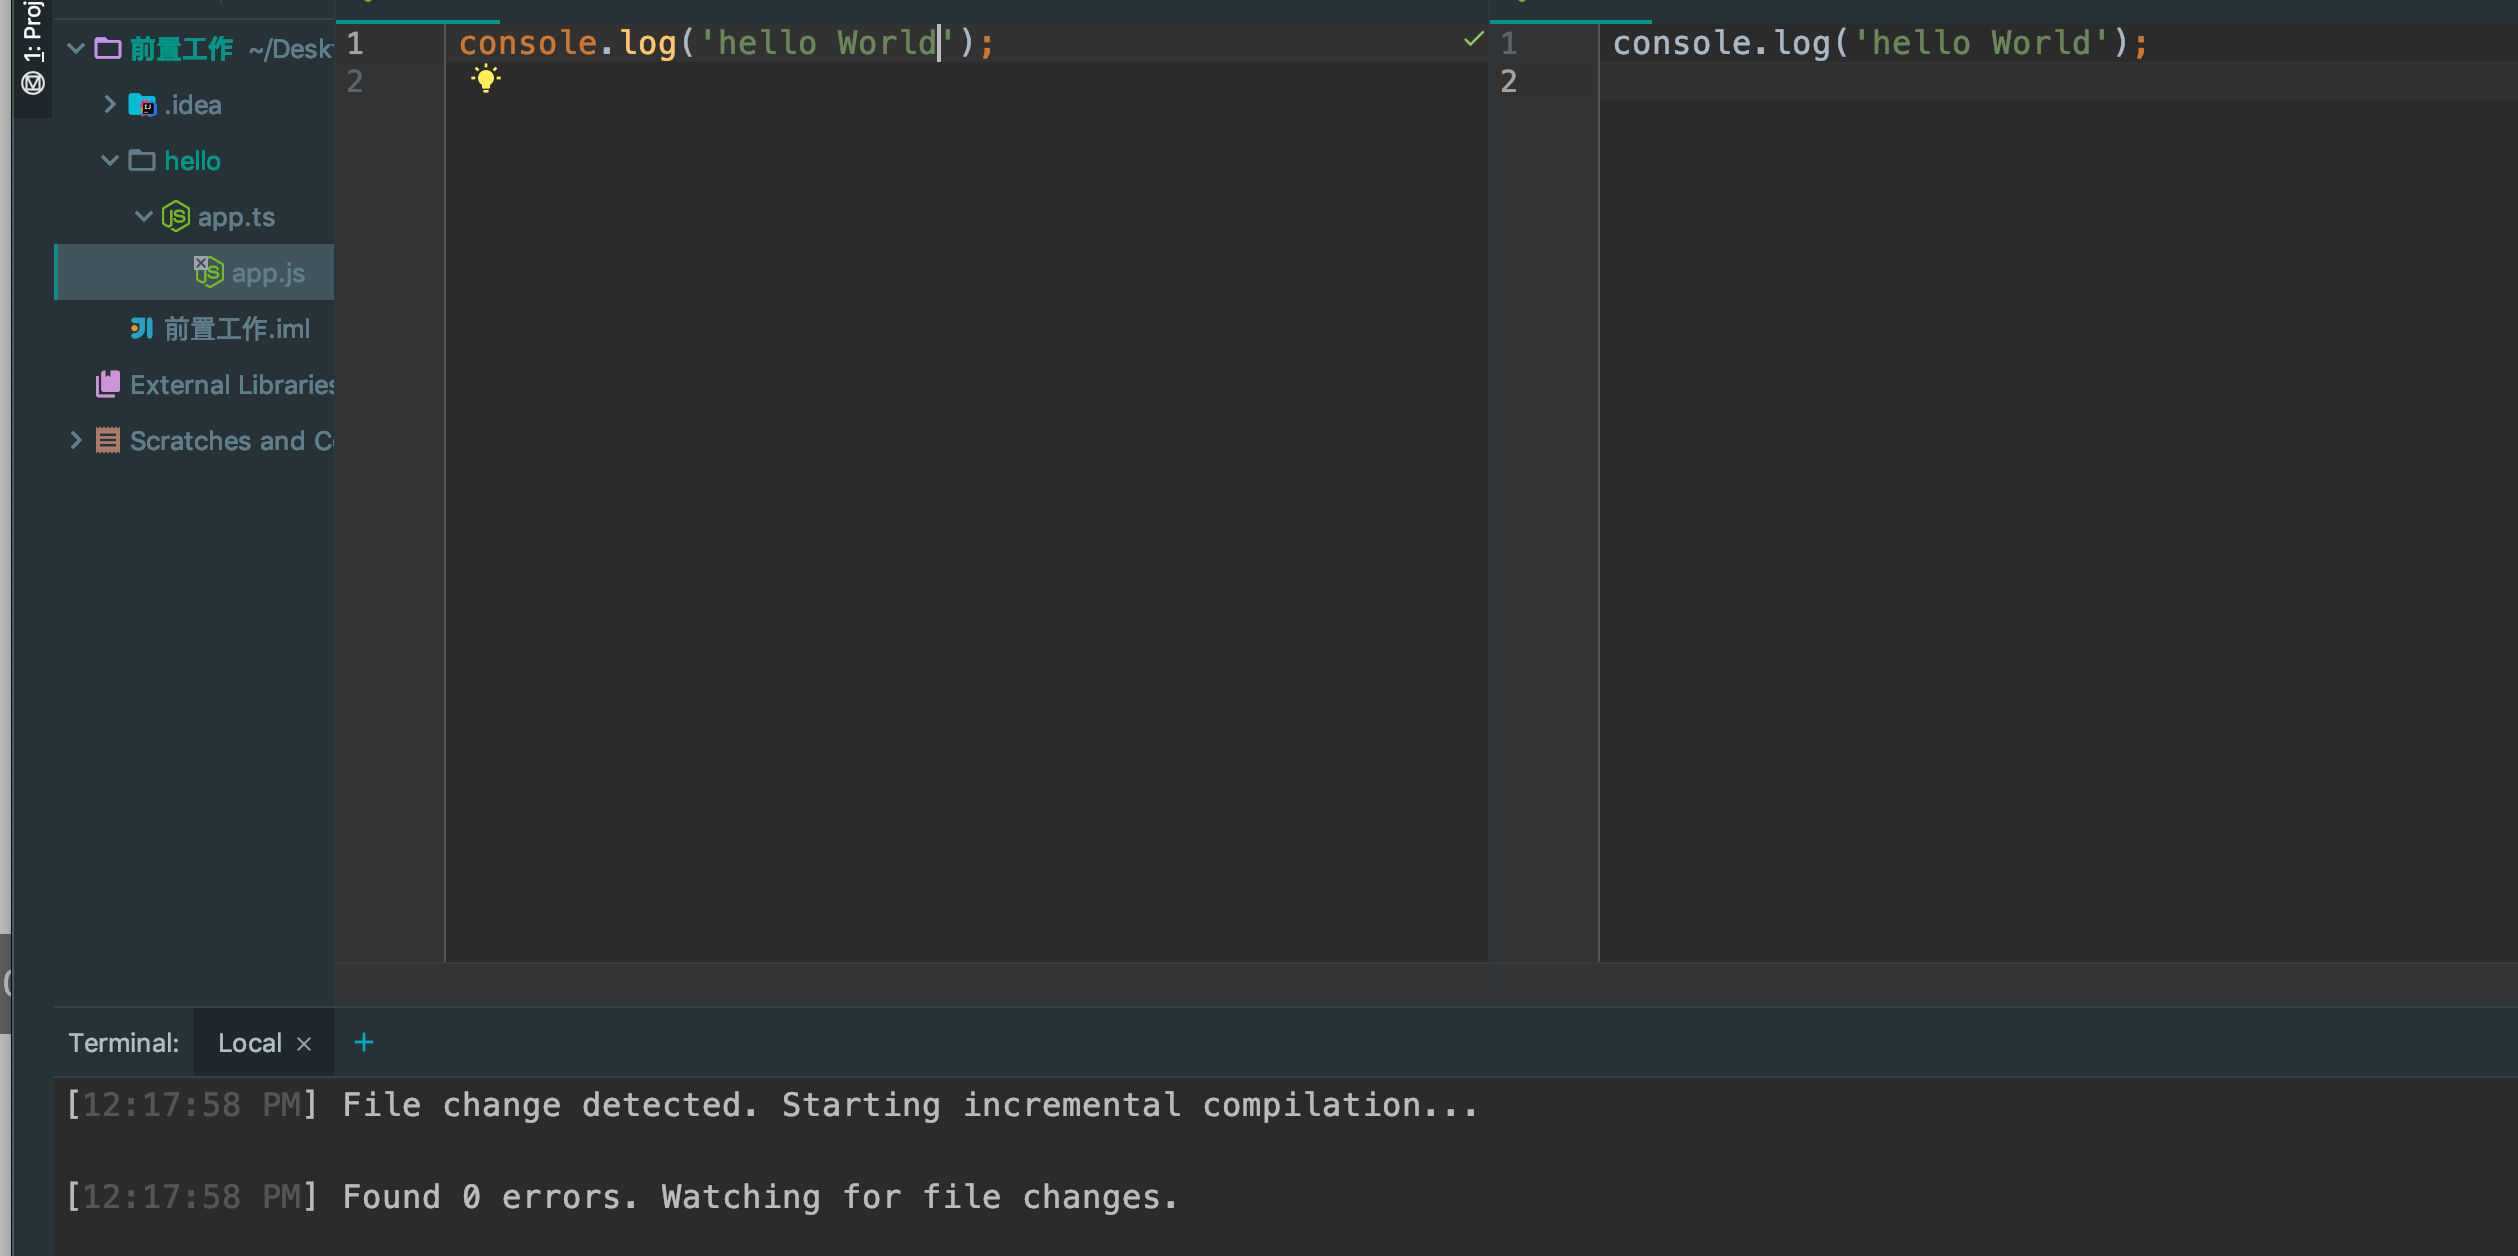 1: Proj
前置工作 ~/Desk
.idea
hello
app.ts
app.js
前置工作.iml
External Libraries
Scratches and Co
1 console.log('hello World');
2
1 console.log('hello World');
2
Terminal: Local × +
[12:17:58 PM] File change detected. Starting incremental compilation...
[12:17:58 PM] Found 0 errors. Watching for file changes.